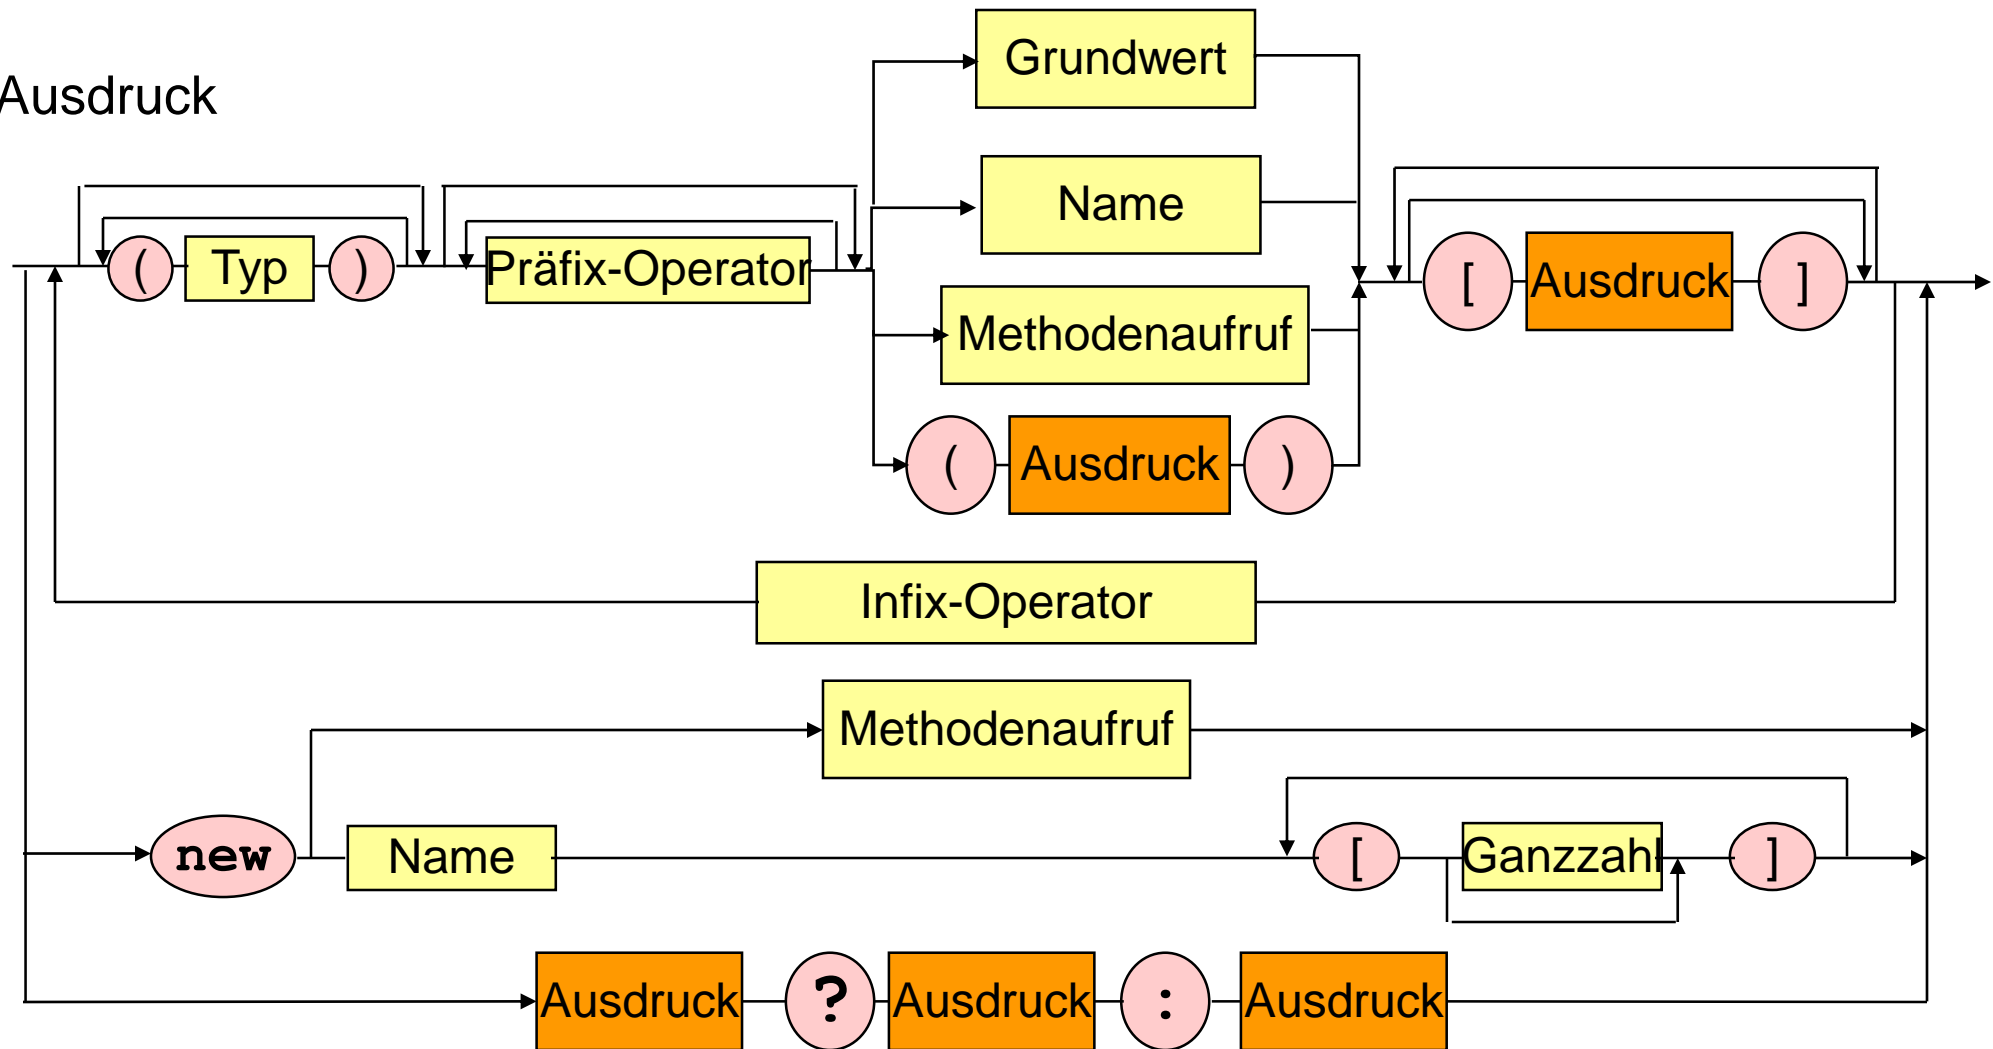 Ausdruck
Grundwert
Name
( Typ ) Präfix-Operator
[ Ausdruck ]
Methodenaufruf
( Ausdruck )
Infix-Operator
Methodenaufruf
new Name [ Ganzzahl ]
Ausdruck ? Ausdruck : Ausdruck